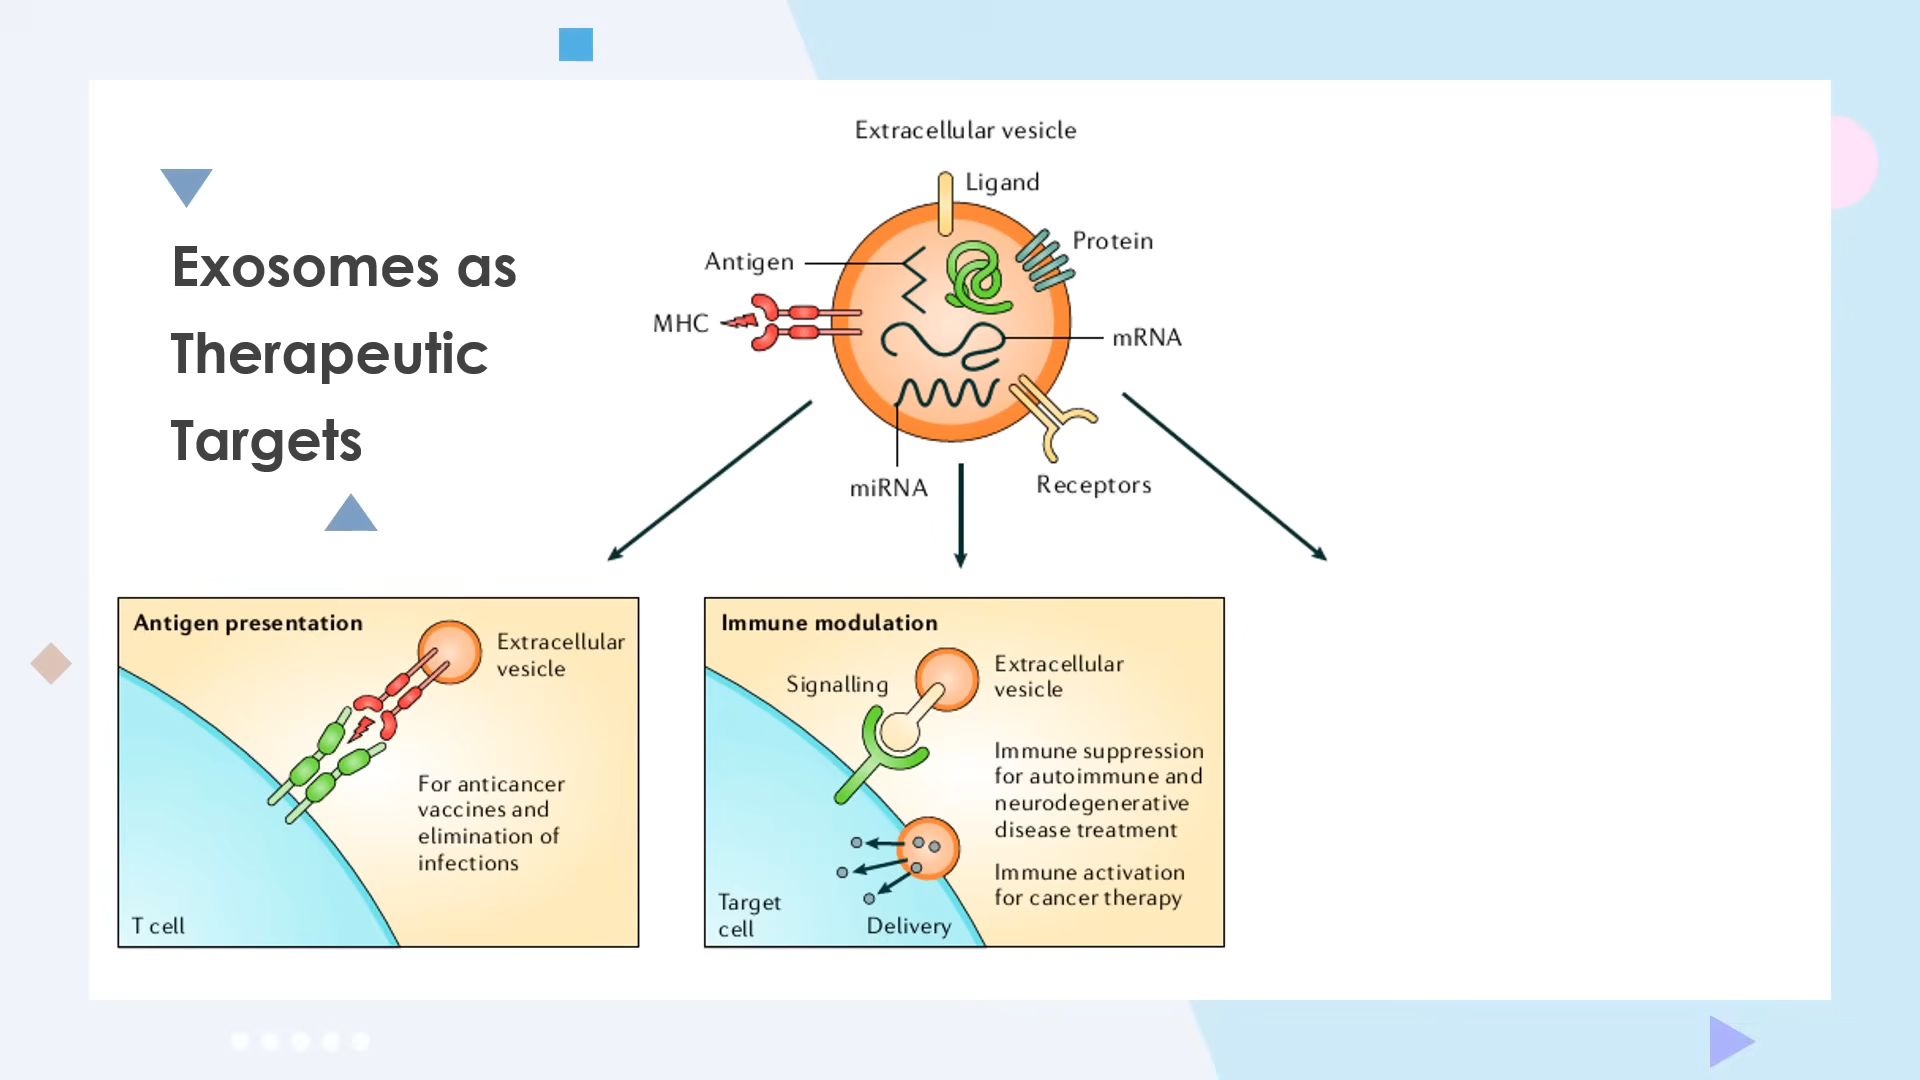 Exosomes as
Therapeutic
Targets
Extracellular vesicle
Ligand
Protein
Antigen
MHC
mRNA
miRNA
Receptors
Antigen presentation
Extracellular
vesicle
For anticancer
vaccines and
elimination of
infections
T cell
Immune modulation
Signalling
Extracellular
vesicle
Immune suppression
for autoimmune and
neurodegenerative
disease treatment
Immune activation
for cancer therapy
Target
cell
Delivery